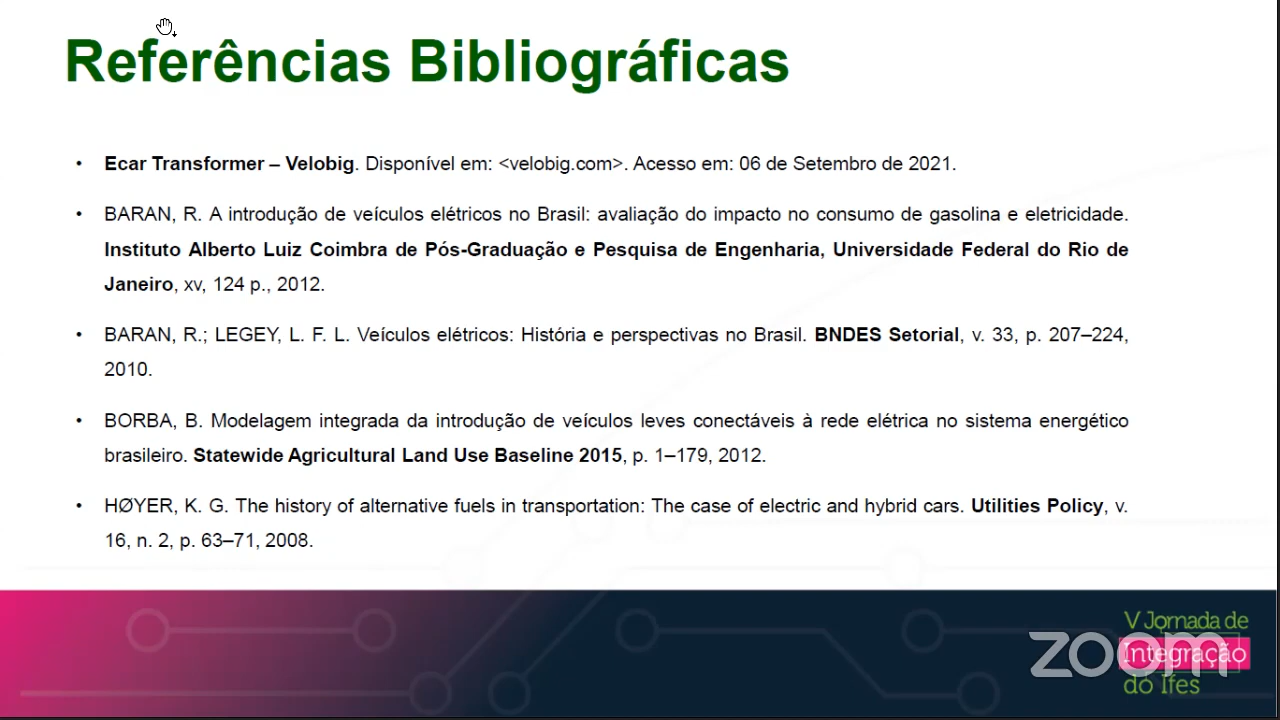 Referências Bibliográficas
• Ecar Transformer – Velobig. Disponível em: <velobig.com>. Acesso em: 06 de Setembro de 2021.
• BARAN, R. A introdução de veículos elétricos no Brasil: avaliação do impacto no consumo de gasolina e eletricidade.
Instituto Alberto Luiz Coimbra de Pós-Graduação e Pesquisa de Engenharia, Universidade Federal do Rio de
Janeiro, xv, 124 p., 2012.
• BARAN, R.; LEGEY, L. F. L. Veículos elétricos: História e perspectivas no Brasil. BNDES Setorial, v. 33, p. 207–224,
2010.
• BORBA, B. Modelagem integrada da introdução de veículos leves conectáveis à rede elétrica no sistema energético
brasileiro. Statewide Agricultural Land Use Baseline 2015, p. 1–179, 2012.
• HØYER, K. G. The history of alternative fuels in transportation: The case of electric and hybrid cars. Utilities Policy, v.
16, n. 2, p. 63–71, 2008.
V Jornada de
Integração
do Ifes
zoom